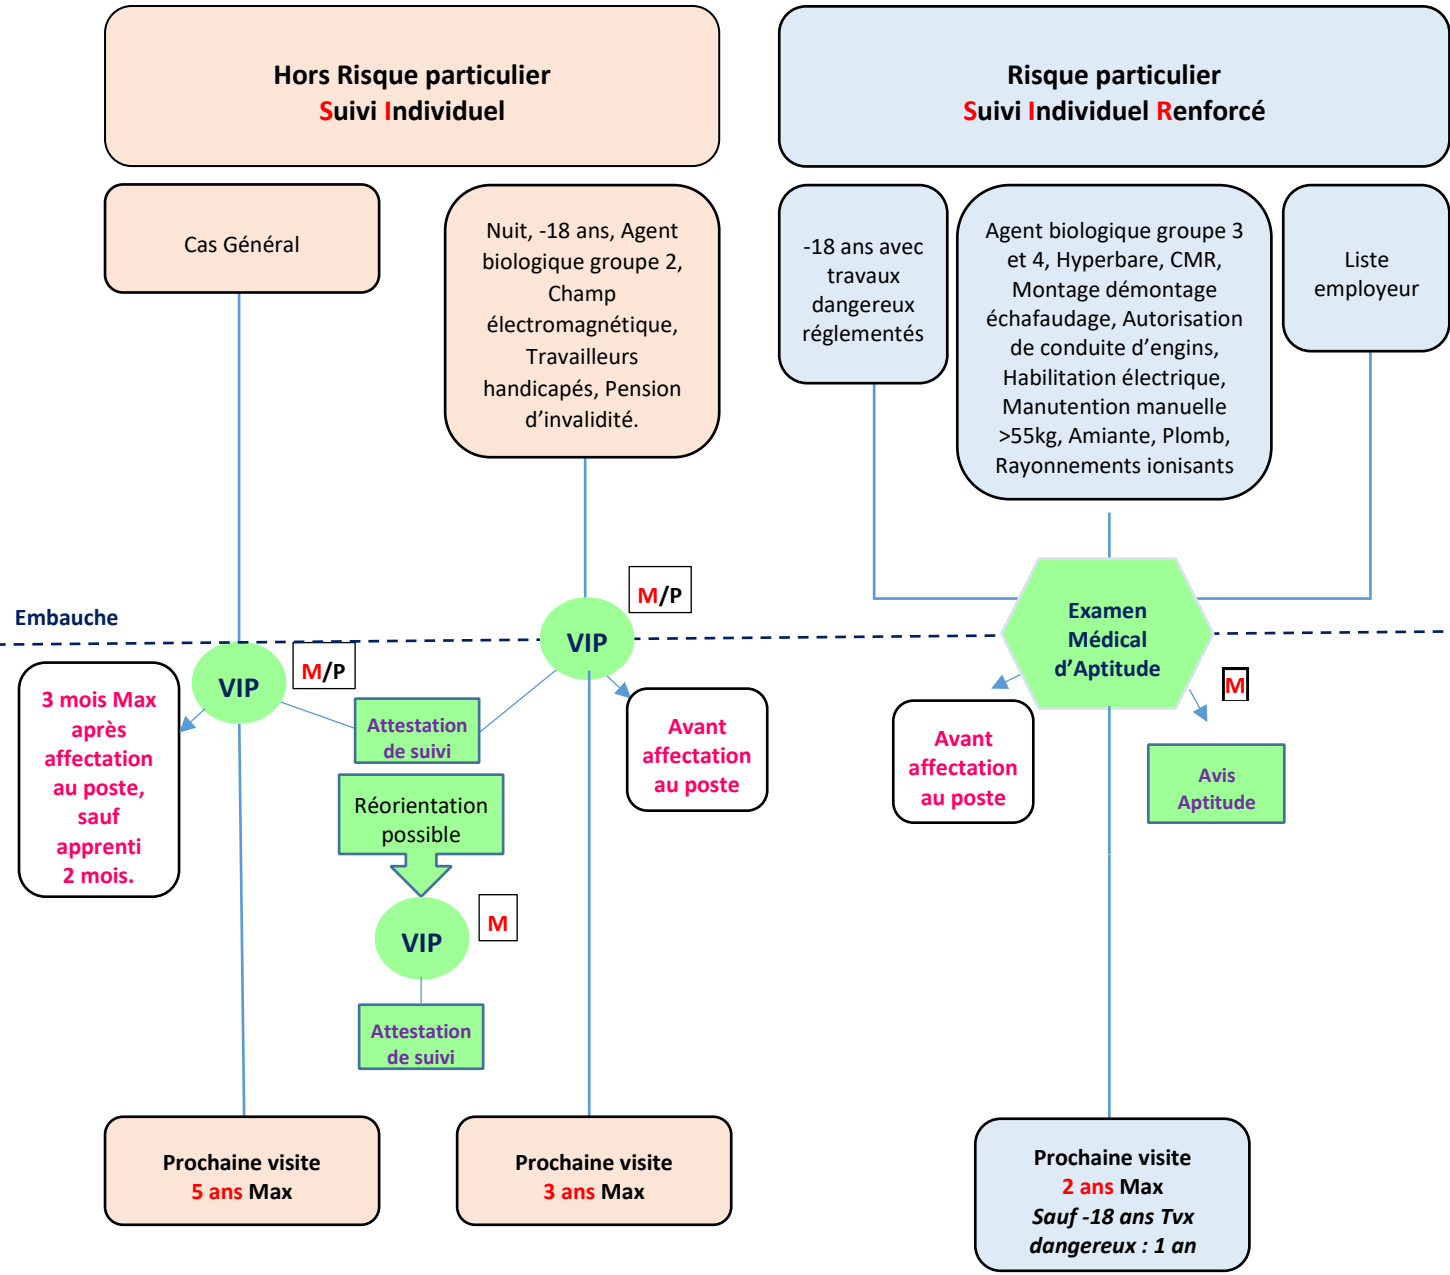 Hors Risque particulier
Suivi Individuel
Risque particulier
Suivi Individuel Renforcé
Cas Général
Nuit, -18 ans, Agent
biologique groupe 2,
Champ
électromagnétique,
Travailleurs
handicapés, Pension
d’invalidité.
-18 ans avec
travaux
dangereux
réglementés
Agent biologique groupe 3
et 4, Hyperbare, CMR,
Montage démontage
échafaudage, Autorisation
de conduite d’engins,
Habilitation électrique,
Manutention manuelle
>55kg, Amiante, Plomb,
Rayonnements ionisants
Liste
employeur
Embauche
VIP
M/P
VIP
M/P
Examen
Médical
d’Aptitude
M
3 mois Max
après
affectation
au poste,
sauf
apprenti
2 mois.
Attestation
de suivi
Avant
affectation
au poste
Avant
affectation
au poste
Avis
Aptitude
Réorientation
possible
VIP
M
Attestation
de suivi
Prochaine visite
5 ans Max
Prochaine visite
3 ans Max
Prochaine visite
2 ans Max
Sauf -18 ans Tvx
dangereux : 1 an